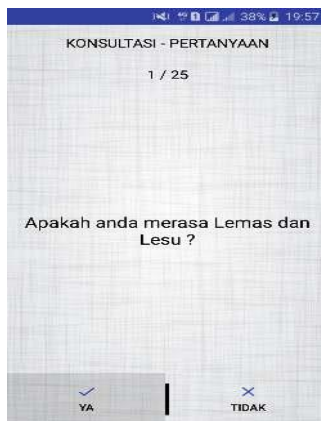 38% 19:57
KONSULTASI - PERTANYAAN
1 / 25
Apakah anda merasa Lemas dan
Lesu ?
YA TIDAK